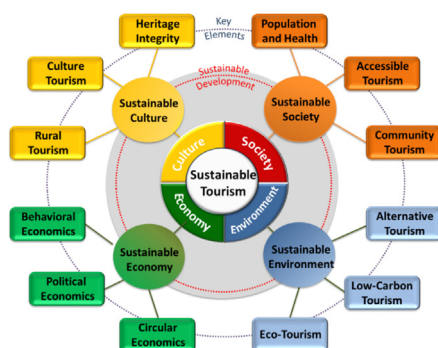 Heritage
Integrity
Key
Elements
Population
and Health
Culture
Tourism
Sustainable
Development
Accessible
Tourism
Sustainable
Culture
Sustainable
Society
Rural
Tourism
Community
Tourism
Culture
Society
Sustainable
Tourism
Economy
Environment
Behavioral
Economics
Alternative
Tourism
Sustainable
Economy
Sustainable
Environment
Political
Economics
Low-Carbon
Tourism
Circular
Economics
Eco-Tourism